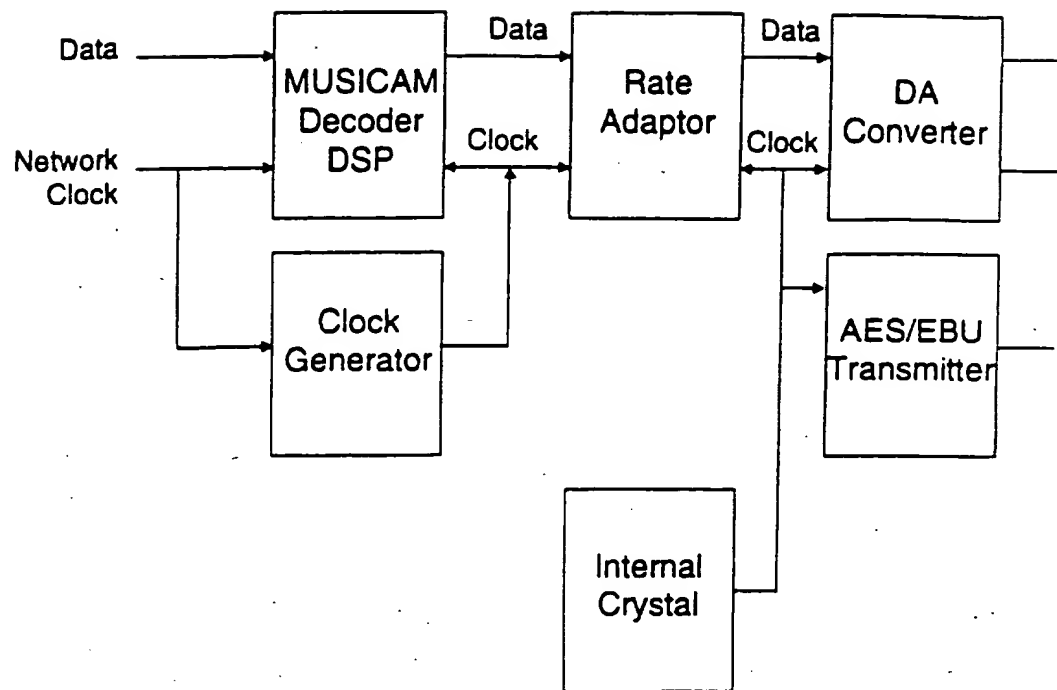 Data
Network
Clock
MUSICAM
Decoder
DSP
Clock
Generator
Data
Clock
Rate
Adaptor
Data
Clock
DA
Converter
AES/EBU
Transmitter
Internal
Crystal